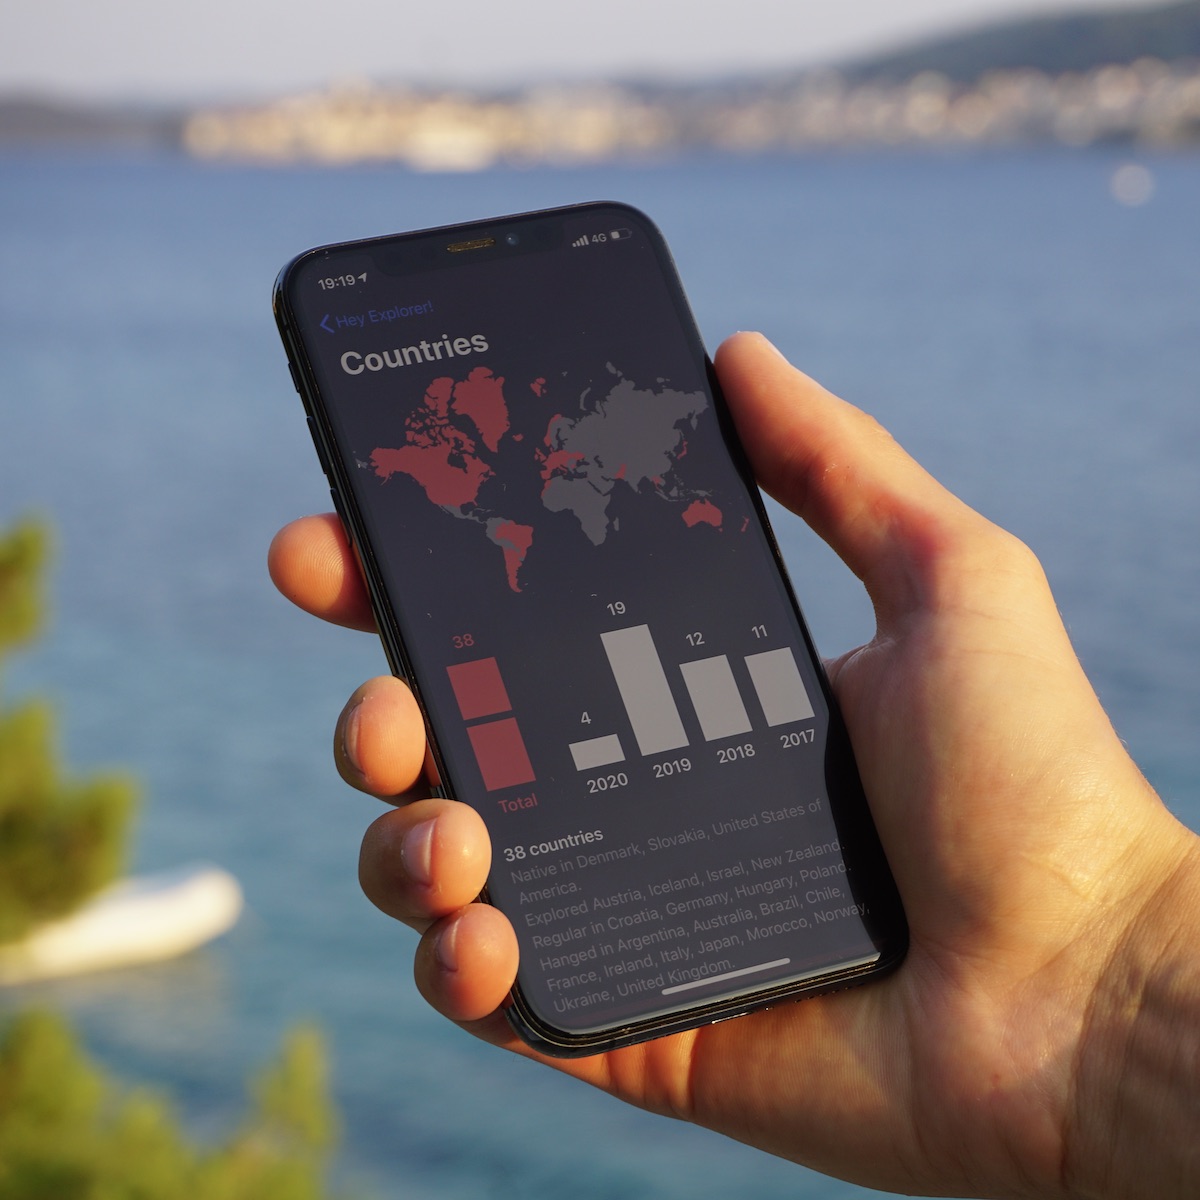 19:19
4G
Hey Explorer!
Countries
38
Total
4
19
12
11
2020
2019
2018
2017
38 countries
Native in Denmark, Slovakia, United States of
America.
Explored Austria, Iceland, Israel, New Zealand.
Regular in Croatia, Germany, Hungary, Poland.
Hanged in Argentina, Australia, Brazil, Chile,
France, Ireland, Italy, Japan, Morocco, Norway,
Ukraine, United Kingdom.